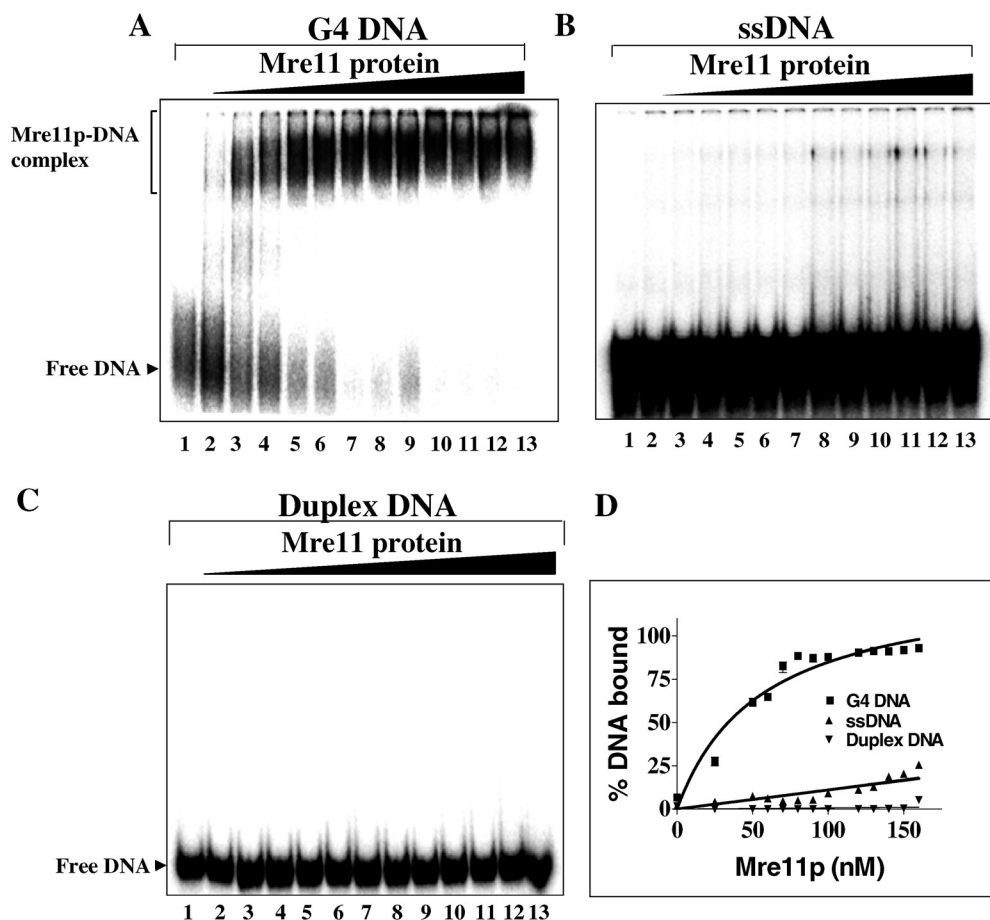 A
G4 DNA
Mre11 protein
Mre11p-DNA
complex
Free DNA
1 2 3 4 5 6 7 8 9 10 11 12 13
B
ssDNA
Mre11 protein
1 2 3 4 5 6 7 8 9 10 11 12 13
C
Duplex DNA
Mre11 protein
Free DNA
1 2 3 4 5 6 7 8 9 10 11 12 13
D
% DNA bound
100
75
50
25
0
G4 DNA
ssDNA
Duplex DNA
0 50 100 150
Mre11p (nM)